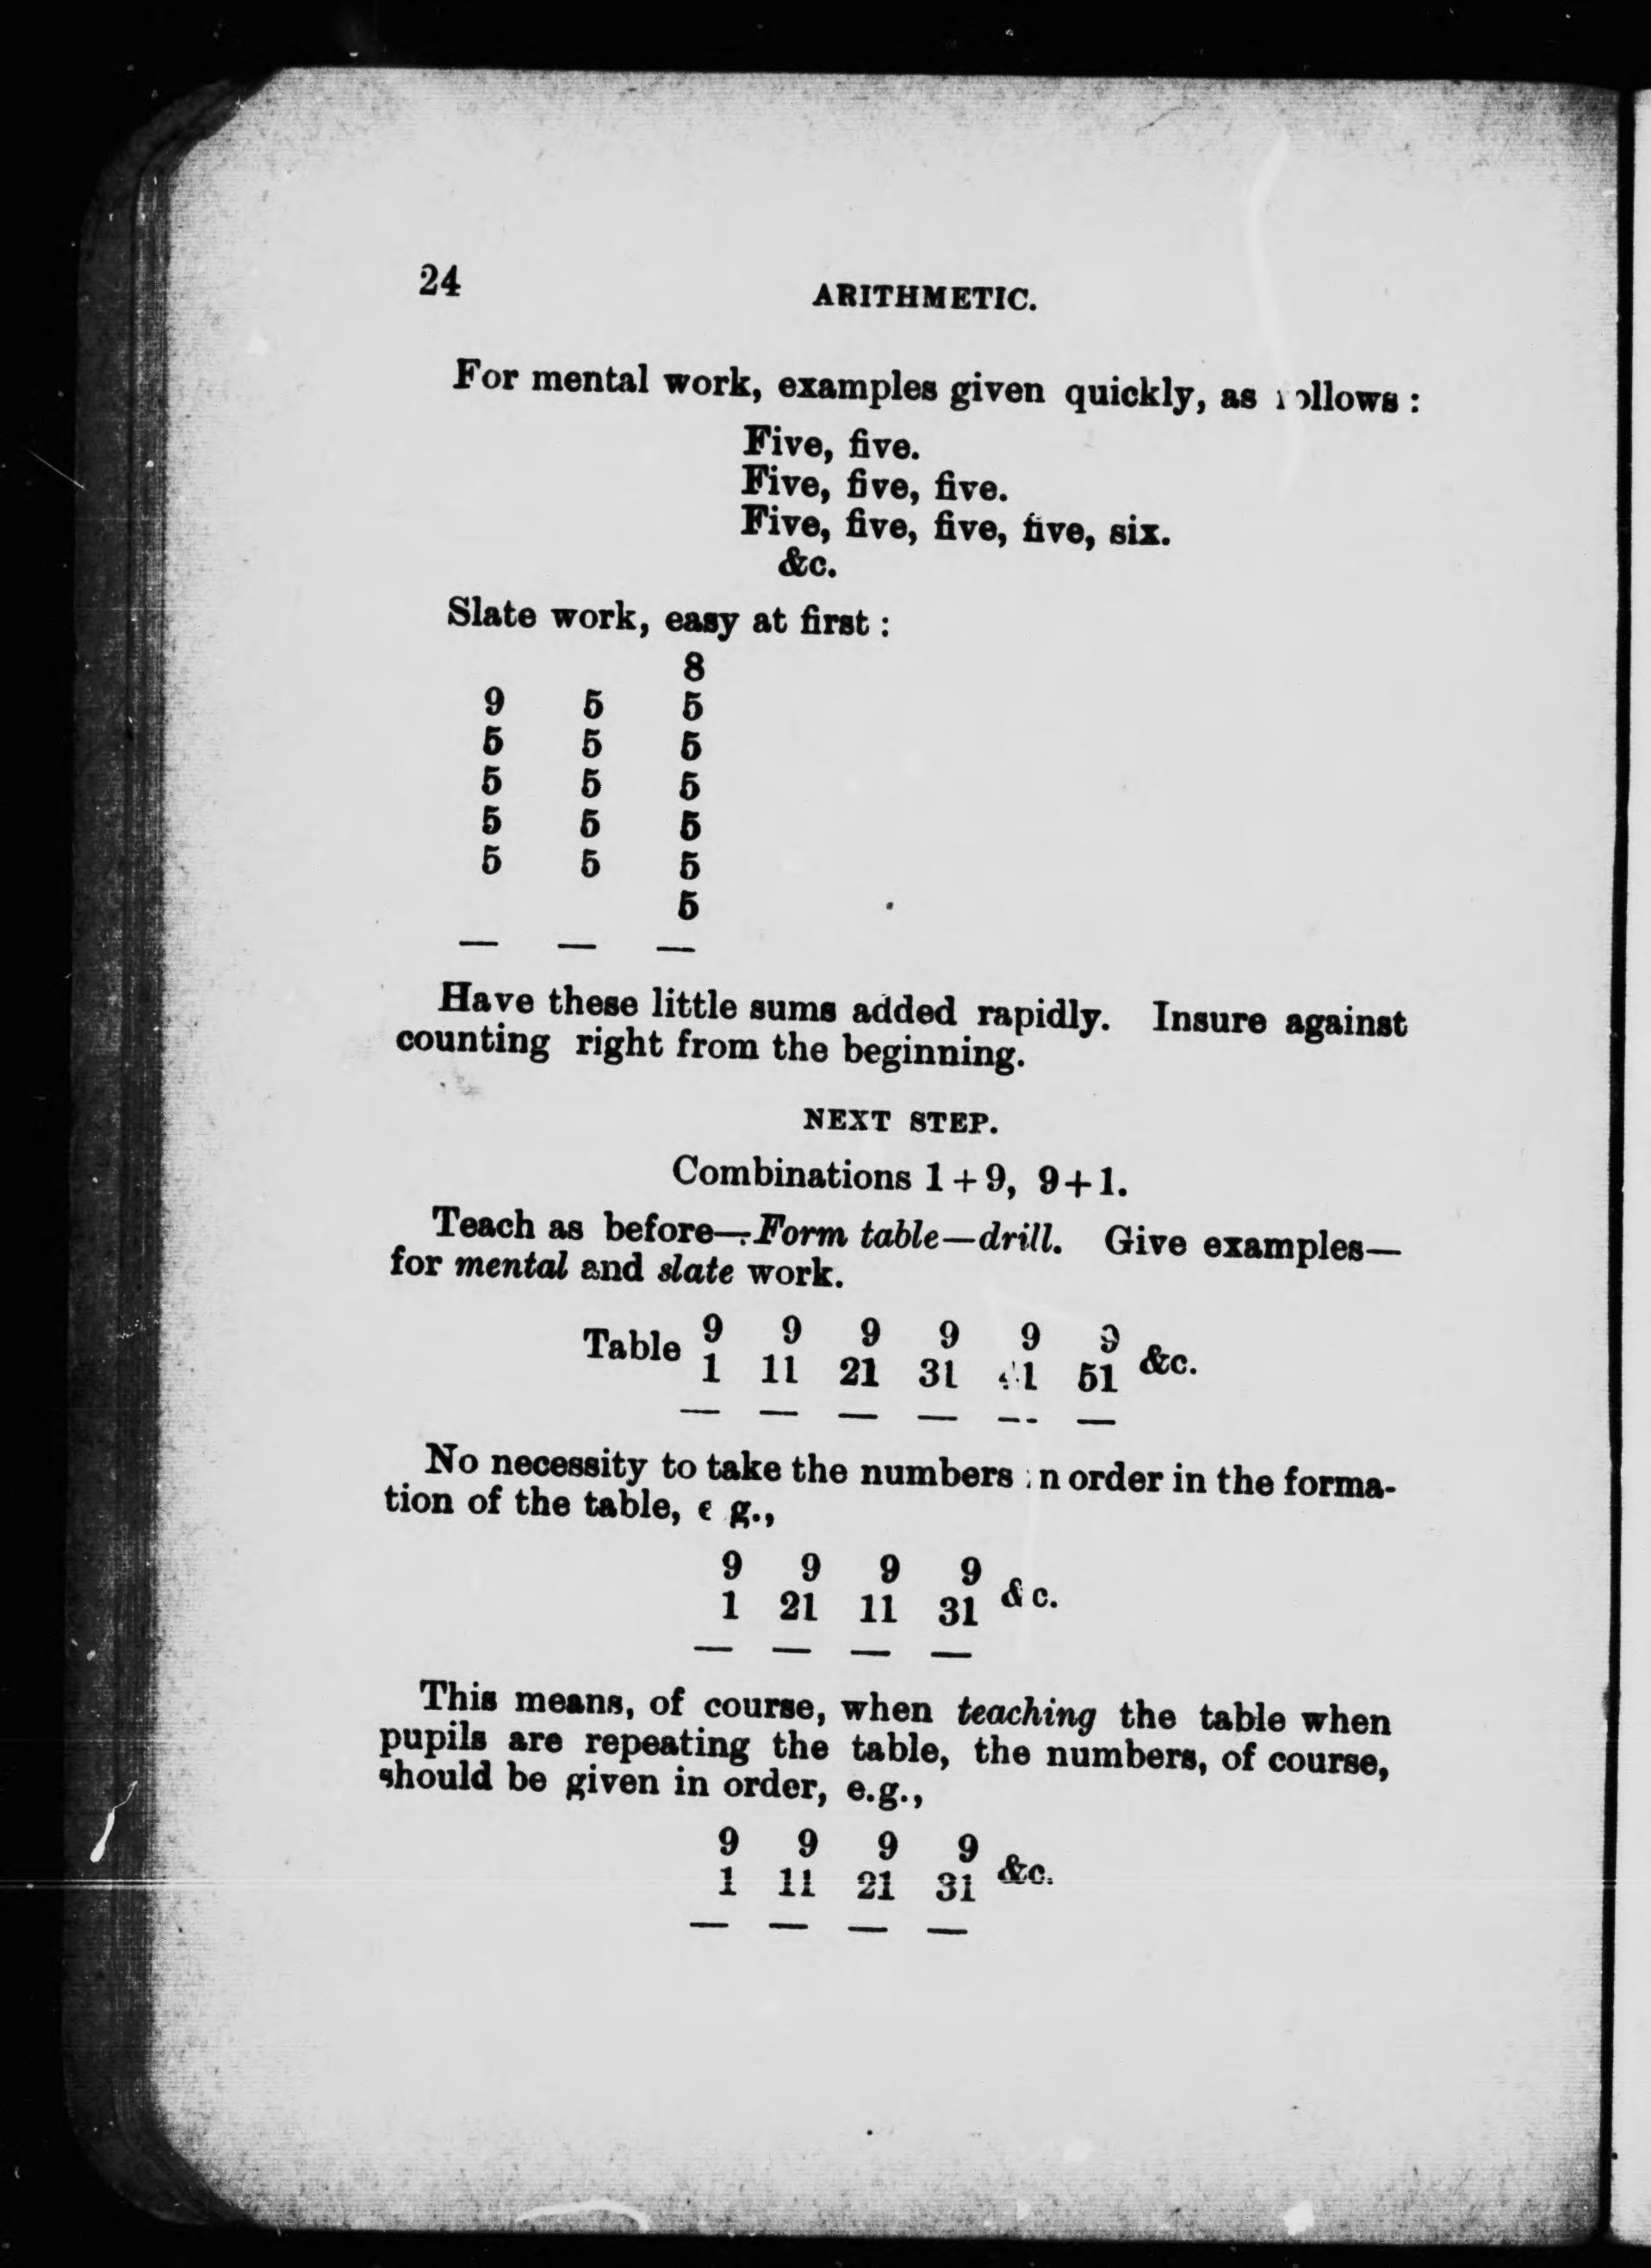 24
ARITHMETIC.
For mental work, examples given quickly, as follows :
Five, five.
Five, five, five.
Five, five, five, five, six.
&c.
Slate work, easy at first :
8
9 5 5
5 5 5
5 5 5
5 5 5
5 5 5
5
— — —
Have these little sums added rapidly. Insure against
counting right from the beginning.
NEXT STEP.
Combinations 1 + 9, 9 + 1.
Teach as before—Form table—drill. Give examples—
for mental and slate work.
Table 9 9 9 9 9 9
1 11 21 31 41 51 &c.
— — — — — —
No necessity to take the numbers in order in the forma-
tion of the table, e g.,
9 9 9 9
1 21 11 31 &c.
— — — —
This means, of course, when teaching the table when
pupils are repeating the table, the numbers, of course,
should be given in order, e.g.,
9 9 9 9
1 11 21 31 &c.
— — — —